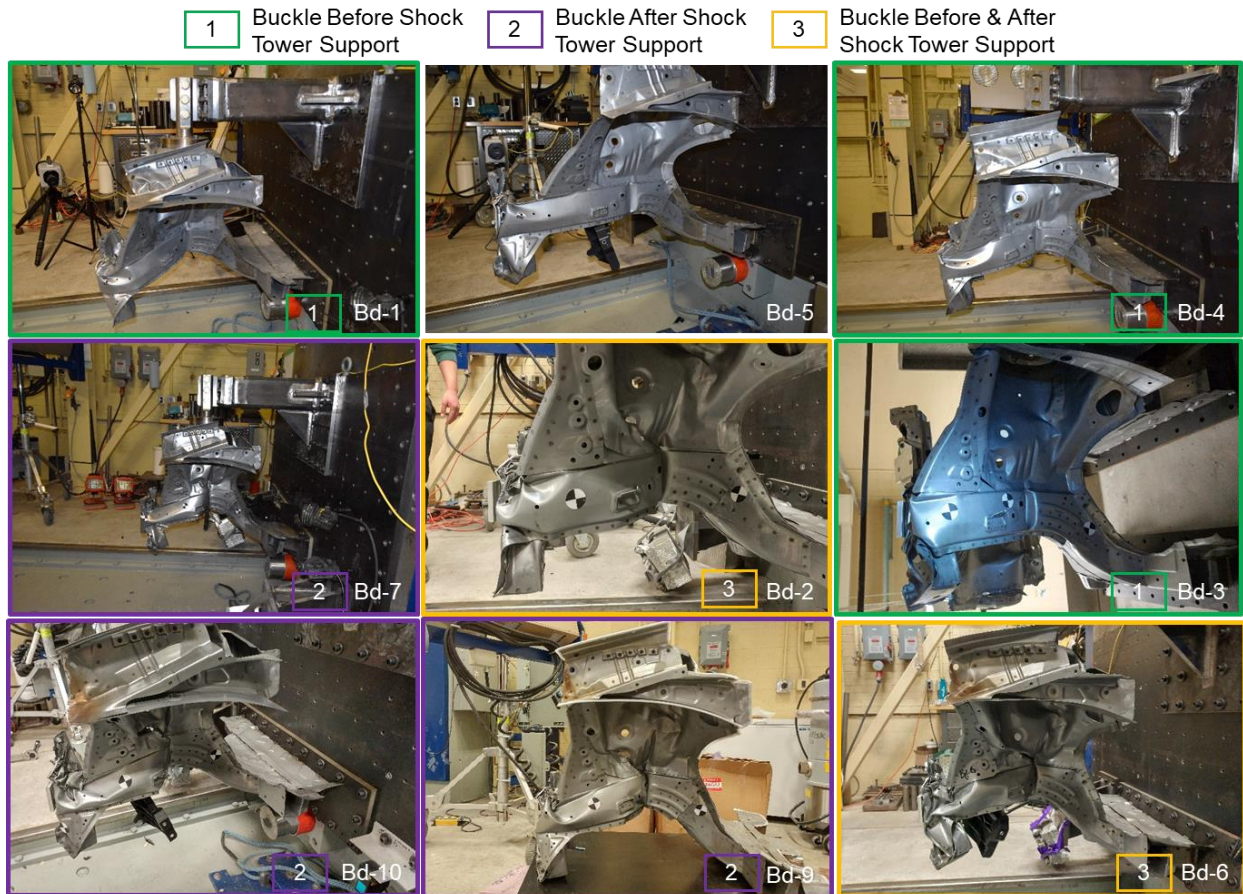 1
Buckle Before Shock
Tower Support
2
Buckle After Shock
Tower Support
3
Buckle Before & After
Shock Tower Support
1 Bd-1
Bd-5
1 Bd-4
2 Bd-7
3 Bd-2
1 Bd-3
2 Bd-10
2 Bd-9
3 Bd-6